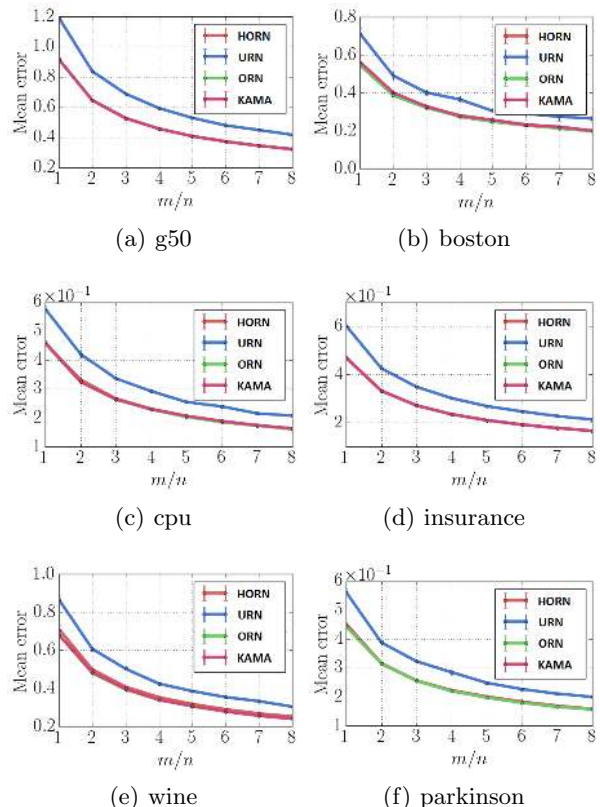 1.2
1.0
0.8
0.6
0.4
0.2
Mean error
HORN
URN
ORN
KAMA
1 2 3 4 5 6 7 8
m/n
(a) g50
0.8
0.6
0.4
0.2
0.0
Mean error
HORN
URN
ORN
KAMA
1 2 3 4 5 6 7 8
m/n
(b) boston
6 ×10⁻¹
5
4
3
2
1
Mean error
HORN
URN
ORN
KAMA
1 2 3 4 5 6 7 8
m/n
(c) cpu
×10⁻¹
6
4
2
Mean error
HORN
URN
ORN
KAMA
1 2 3 4 5 6 7 8
m/n
(d) insurance
1.0
0.8
0.6
0.4
0.2
Mean error
HORN
URN
ORN
KAMA
1 2 3 4 5 6 7 8
m/n
(e) wine
6 ×10⁻¹
5
4
3
2
1
Mean error
HORN
URN
ORN
KAMA
1 2 3 4 5 6 7 8
m/n
(f) parkinson